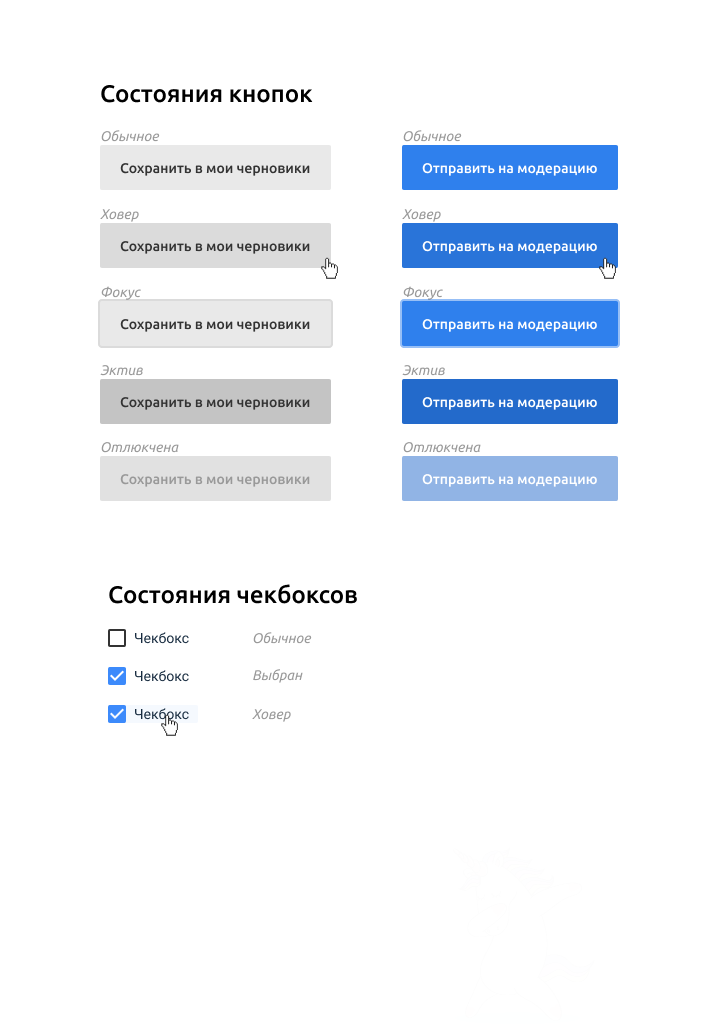 Состояния кнопок
Обычное
Обычное
Сохранить в мои черновики
Отправить на модерацию
Ховер
Ховер
Сохранить в мои черновики
Отправить на модерацию
Фокус
Фокус
Сохранить в мои черновики
Отправить на модерацию
Эктив
Эктив
Сохранить в мои черновики
Отправить на модерацию
Отлюкчена
Отлюкчена
Сохранить в мои черновики
Отправить на модерацию
Состояния чекбоксов
Чекбокс Обычное
Чекбокс Выбран
Чекбокс Ховер